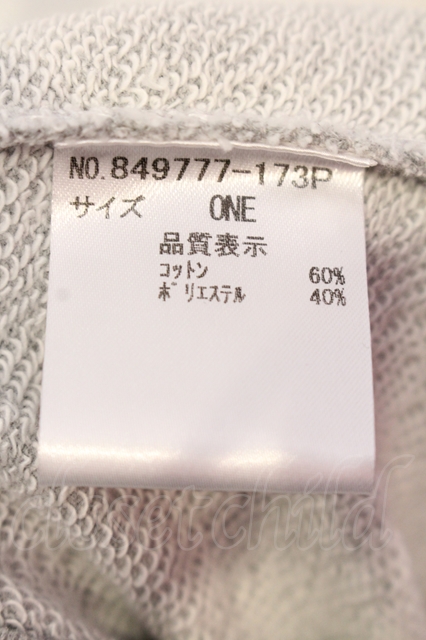 NO.849777-173P
サイズ ONE
品質表示
コットン 60%
ポリエステル 40%
closetchild